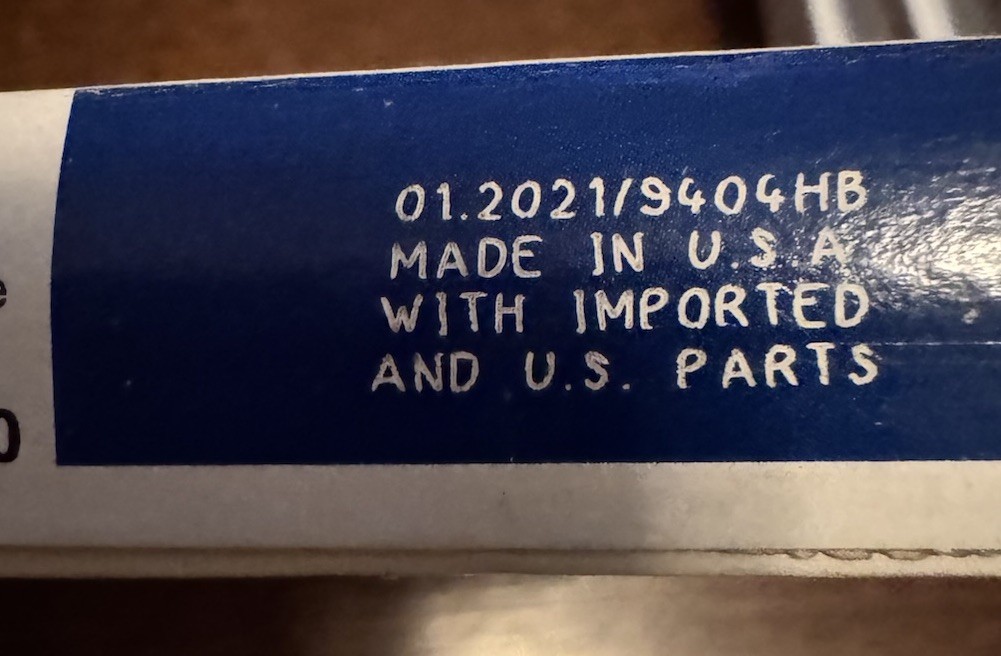 01.2021/9404HB
MADE IN U.S.A
WITH IMPORTED
AND U.S. PARTS